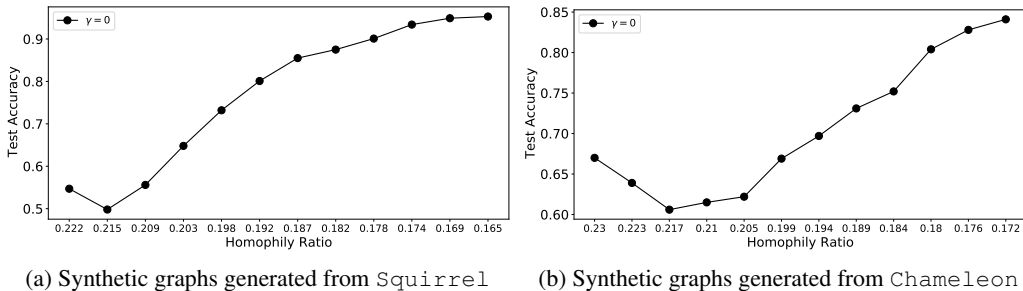 γ = 0
0.9
0.8
0.7
0.6
0.5
Test Accuracy
0.222 0.215 0.209 0.203 0.198 0.192 0.187 0.182 0.178 0.174 0.169 0.165
Homophily Ratio
(a) Synthetic graphs generated from Squirrel
γ = 0
0.85
0.80
0.75
0.70
0.65
0.60
Test Accuracy
0.23 0.223 0.217 0.21 0.205 0.199 0.194 0.189 0.184 0.18 0.176 0.172
Homophily Ratio
(b) Synthetic graphs generated from Chameleon